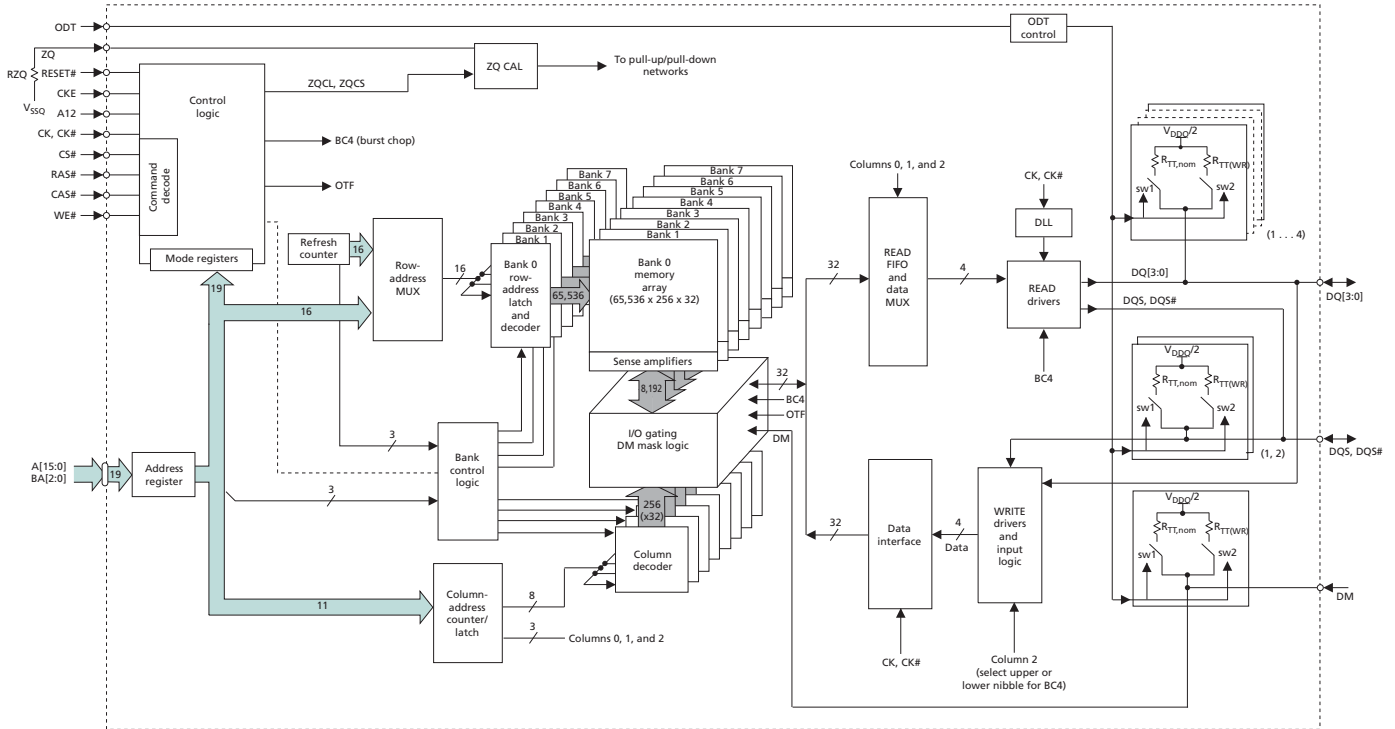 ODT
ODT
control
ZQ
RZQ
RESET#
CKE
VSSQ
A12
CK, CK#
CS#
RAS#
CAS#
WE#
Control
logic
Command
decode
Mode registers
ZQCL, ZQCS
ZQ CAL
To pull-up/pull-down
networks
BC4 (burst chop)
OTF
Refresh
counter
16
Row-
address
MUX
16
Bank 7
Bank 6
Bank 5
Bank 4
Bank 3
Bank 2
Bank 1
Bank 0
row-
address
latch
and
decoder
65,536
Bank 7
Bank 6
Bank 5
Bank 4
Bank 3
Bank 2
Bank 1
Bank 0
memory
array
(65,536 x 256 x 32)
Sense amplifiers
8,192
19
16
3
3
A[15:0]
BA[2:0]
19
Address
register
Bank
control
logic
I/O gating
DM mask logic
32
BC4
OTF
DM
256
(x32)
Column
decoder
11
Column-
address
counter/
latch
8
3
Columns 0, 1, and 2
Columns 0, 1, and 2
32
READ
FIFO
and
data
MUX
4
CK, CK#
DLL
READ
drivers
BC4
DQ[3:0]
DQS, DQS#
VDDQ/2
RTT,nom
RTT(WR)
sw1
sw2
(1 . . . 4)
DQ[3:0]
VDDQ/2
RTT,nom
RTT(WR)
sw1
sw2
(1, 2)
DQS, DQS#
32
Data
interface
4
Data
WRITE
drivers
and
input
logic
CK, CK#
Column 2
(select upper or
lower nibble for BC4)
VDDQ/2
RTT,nom
RTT(WR)
sw1
sw2
DM